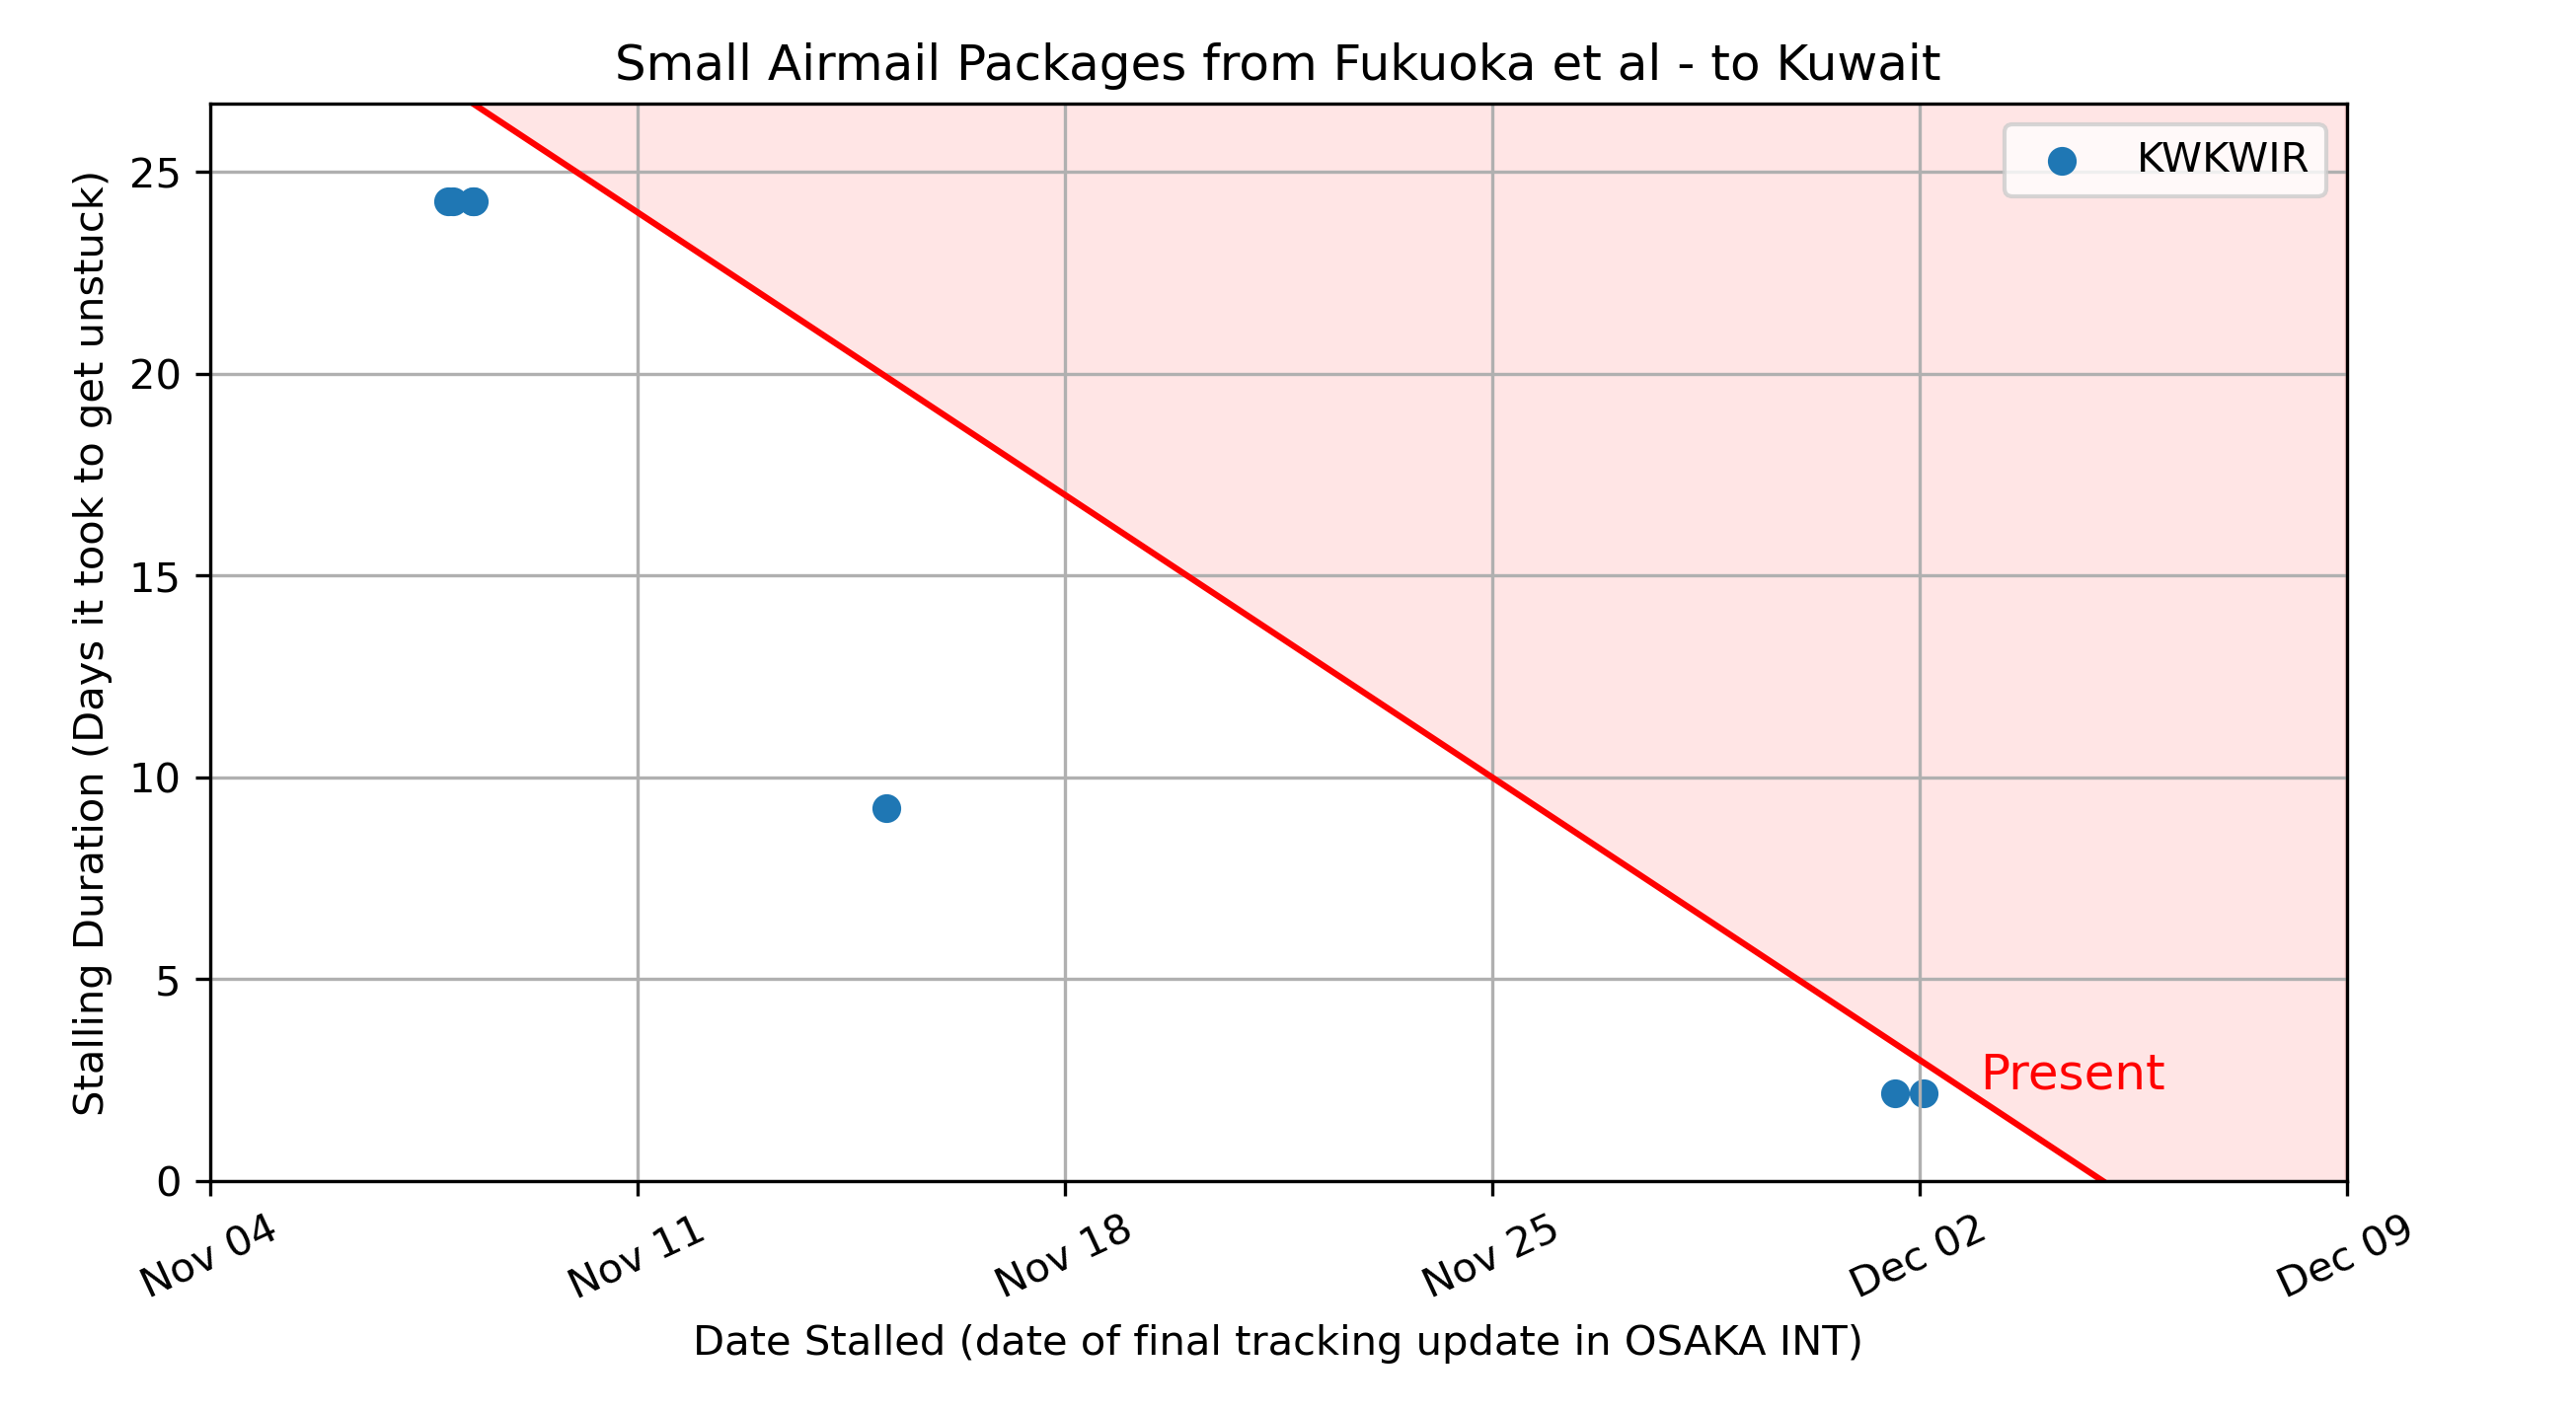 Small Airmail Packages from Fukuoka et al - to Kuwait
KWKWIR
Stalling Duration (Days it took to get unstuck)
25
20
15
10
5
0
Present
Nov 04
Nov 11
Nov 18
Nov 25
Dec 02
Dec 09
Date Stalled (date of final tracking update in OSAKA INT)